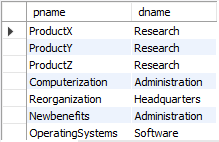 pname dname
ProductX Research
ProductY Research
ProductZ Research
Computerization Administration
Reorganization Headquarters
Newbenefits Administration
OperatingSystems Software